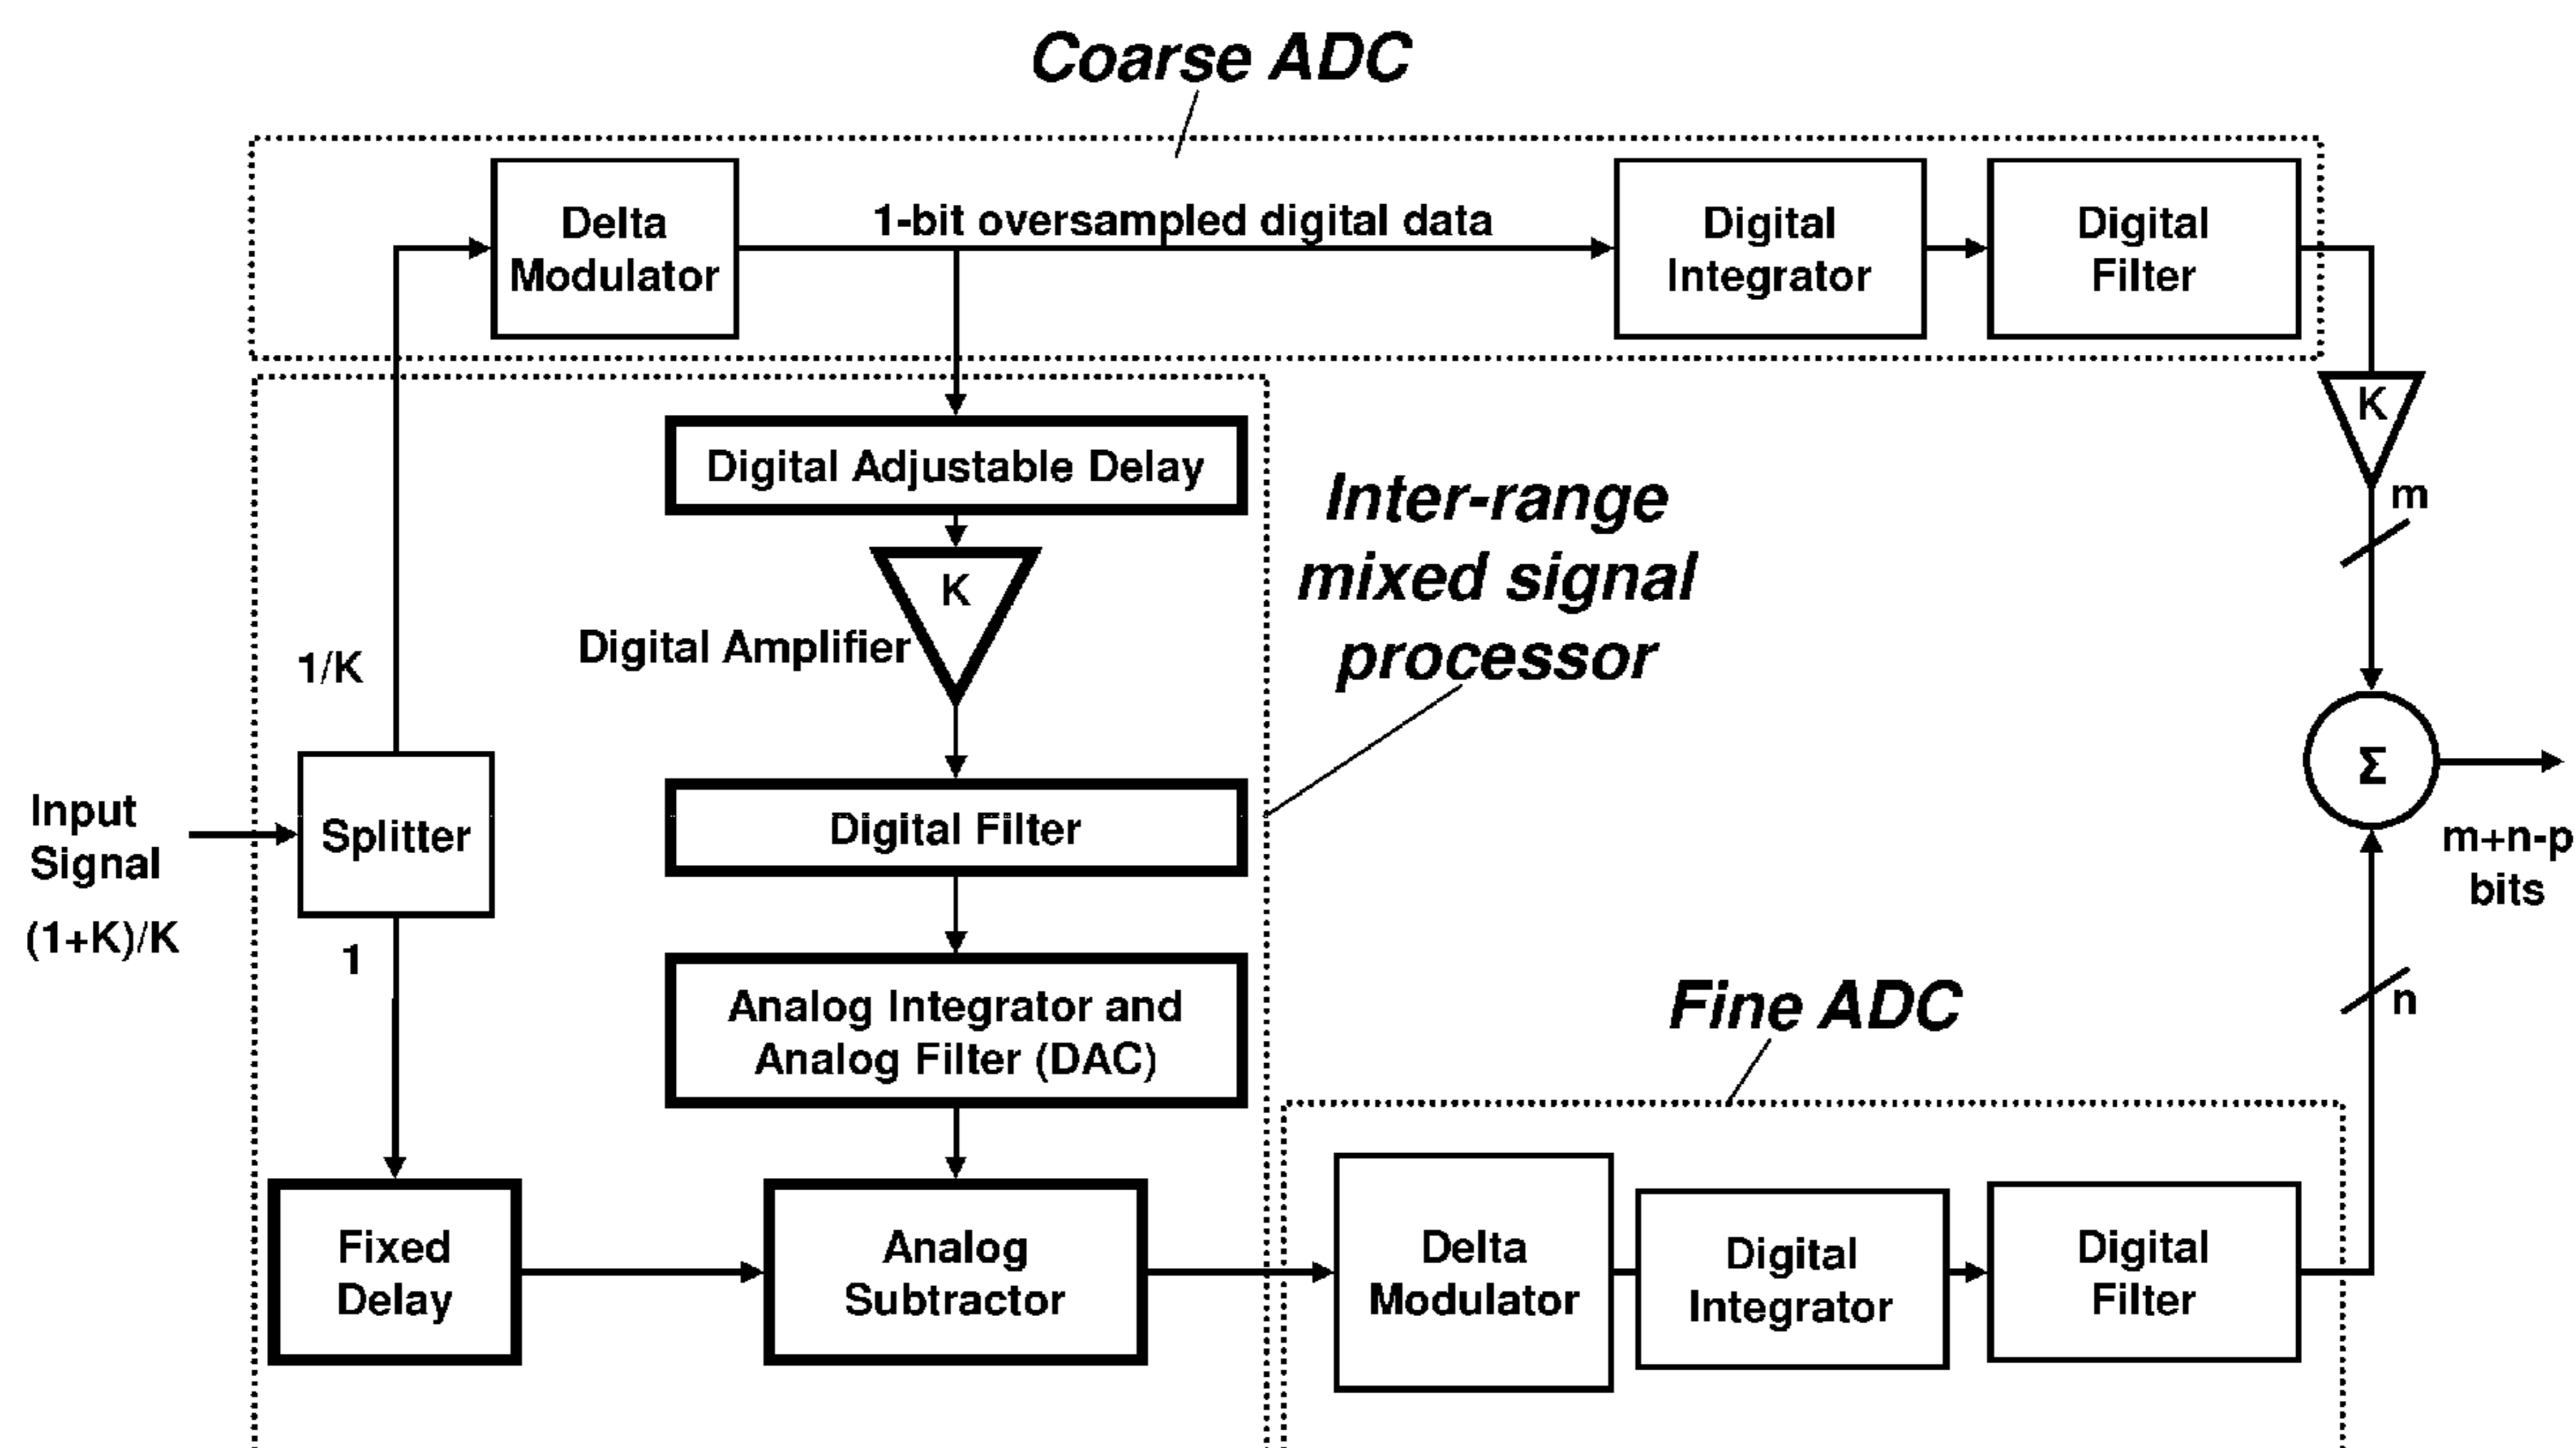 Coarse ADC
Delta
Modulator
1-bit oversampled digital data
Digital
Integrator
Digital
Filter
K
m
Digital Adjustable Delay
K
Digital Amplifier
Inter-range
mixed signal
processor
1/K
Input
Signal
(1+K)/K
Splitter
1
Digital Filter
Σ
m+n-p
bits
Analog Integrator and
Analog Filter (DAC)
Fine ADC
n
Fixed
Delay
Analog
Subtractor
Delta
Modulator
Digital
Integrator
Digital
Filter